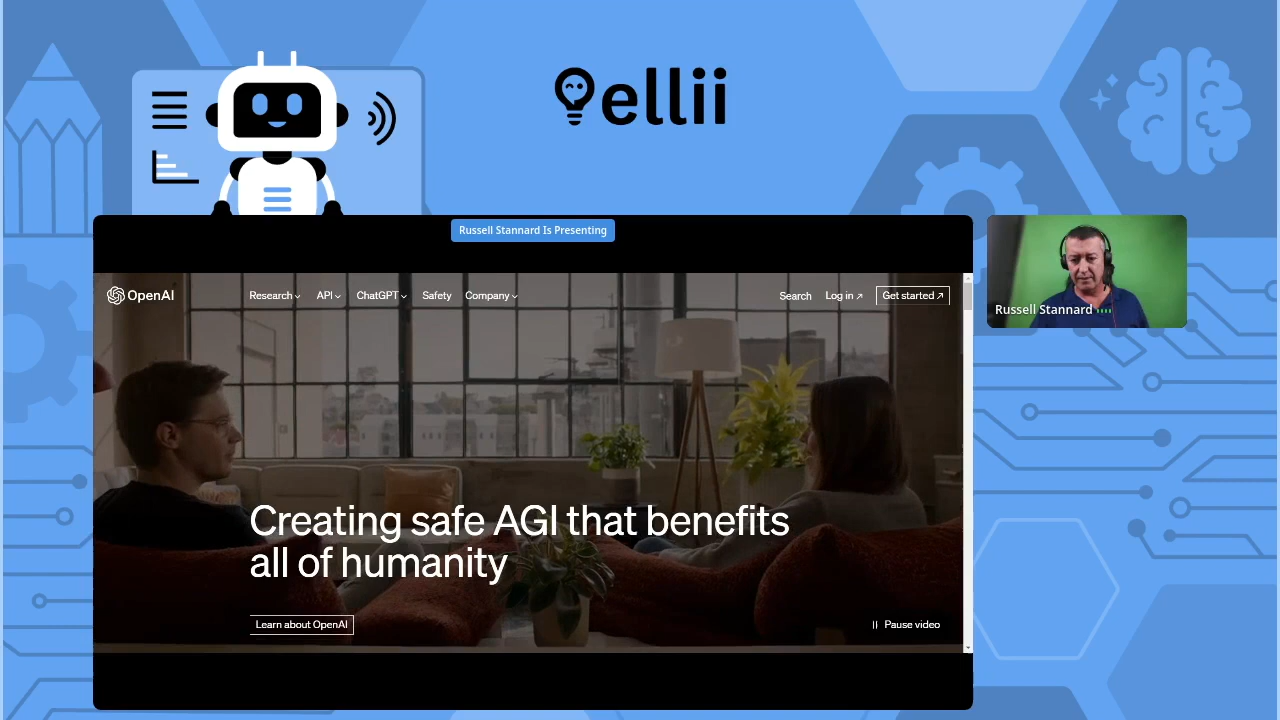 ellii
Russell Stannard Is Presenting
OpenAI Research API ChatGPT Safety Company Search Log in ↗ Get started ↗
Russell Stannard
Creating safe AGI that benefits
all of humanity
Learn about OpenAI Pause video